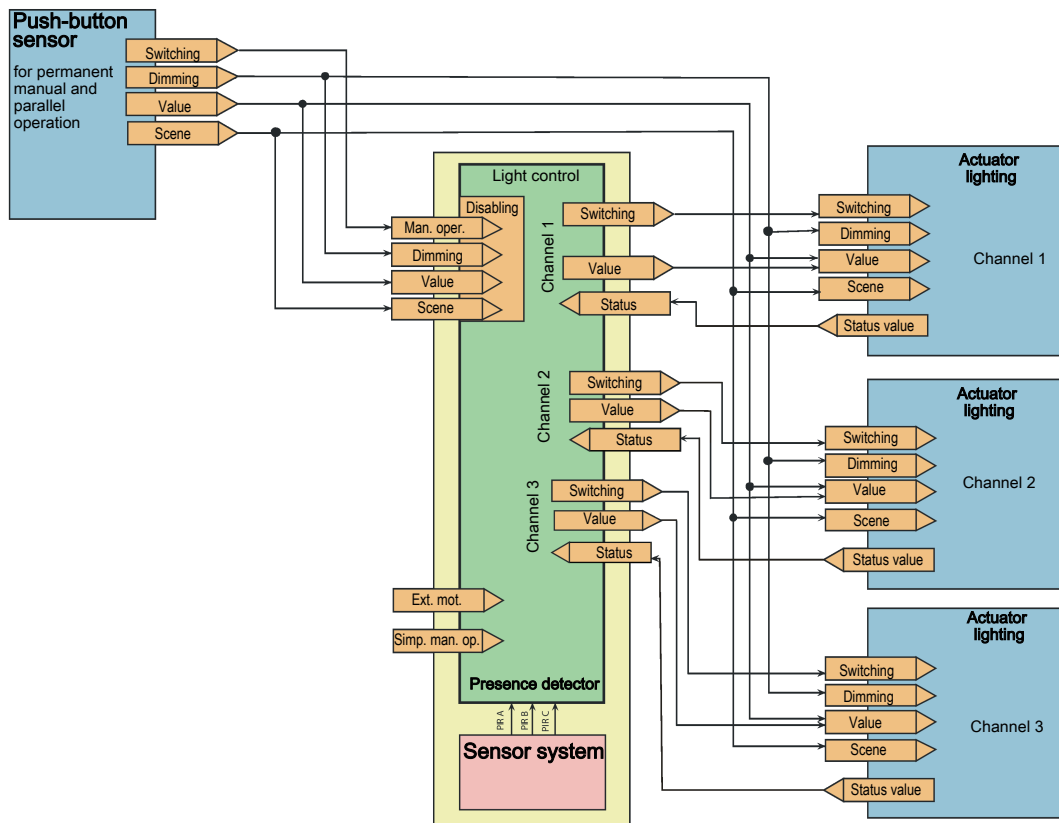 Push-button
sensor
for permanent
manual and
parallel
operation
Switching
Dimming
Value
Scene
Light control
Disabling
Man. oper.
Dimming
Value
Scene
Channel 1
Switching
Value
Status
Channel 2
Switching
Value
Status
Channel 3
Switching
Value
Status
Ext. mot.
Simp. man. op.
Presence detector
PIR A
PIR B
PIR C
Sensor system
Actuator
lighting
Switching
Dimming
Value
Scene
Status value
Channel 1
Actuator
lighting
Switching
Dimming
Value
Scene
Status value
Channel 2
Actuator
lighting
Switching
Dimming
Value
Scene
Status value
Channel 3